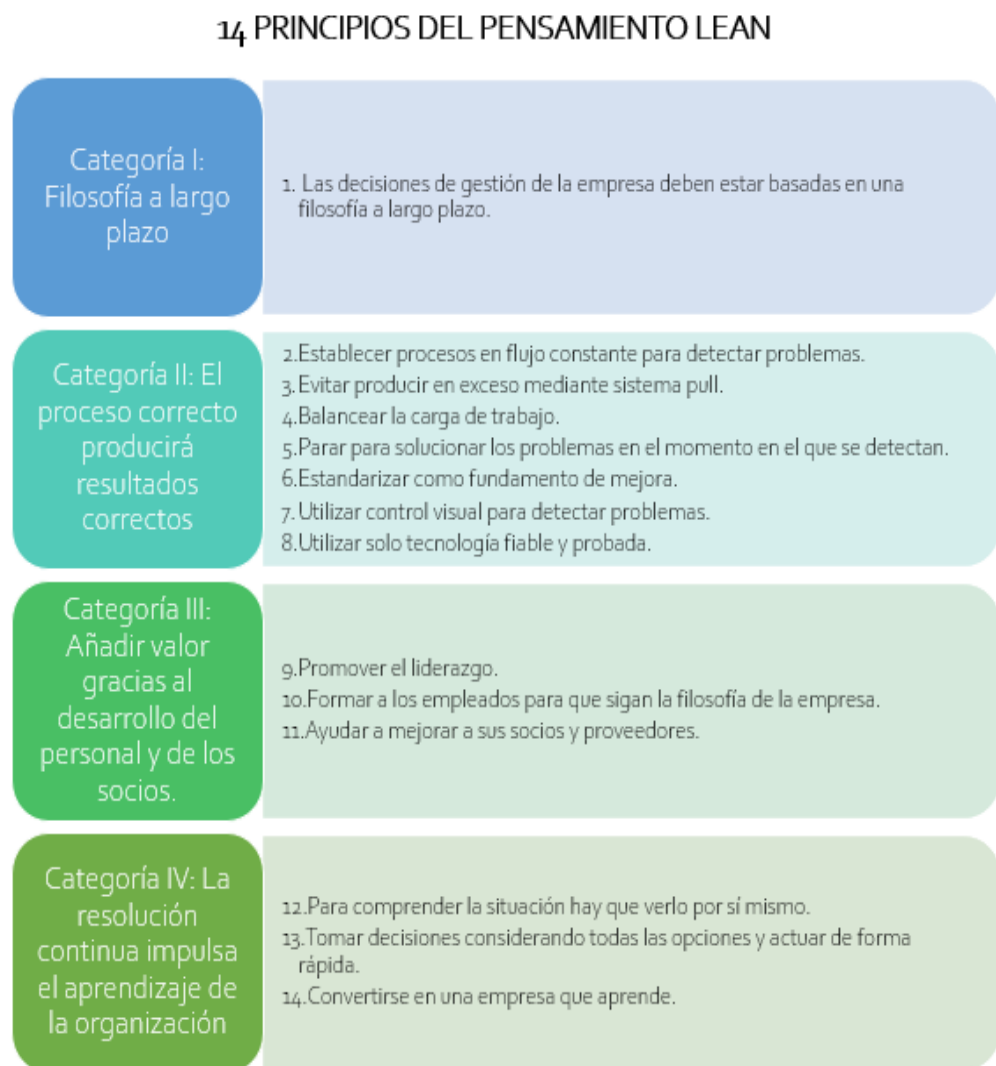 14 PRINCIPIOS DEL PENSAMIENTO LEAN
Categoría I:
Filosofía a largo
plazo
1. Las decisiones de gestión de la empresa deben estar basadas en una
filosofía a largo plazo.
Categoría II: El
proceso correcto
producirá
resultados
correctos
2.Establecer procesos en flujo constante para detectar problemas.
3.Evitar producir en exceso mediante sistema pull.
4.Balancear la carga de trabajo.
5.Parar para solucionar los problemas en el momento en el que se detectan.
6.Estandarizar como fundamento de mejora.
7.Utilizar control visual para detectar problemas.
8.Utilizar solo tecnología fiable y probada.
Categoría III:
Añadir valor
gracias al
desarrollo del
personal y de los
socios.
9.Promover el liderazgo.
10.Formar a los empleados para que sigan la filosofía de la empresa.
11.Ayudar a mejorar a sus socios y proveedores.
Categoría IV: La
resolución
continua impulsa
el aprendizaje de
la organización
12.Para comprender la situación hay que verlo por sí mismo.
13.Tomar decisiones considerando todas las opciones y actuar de forma
rápida.
14.Convertirse en una empresa que aprende.